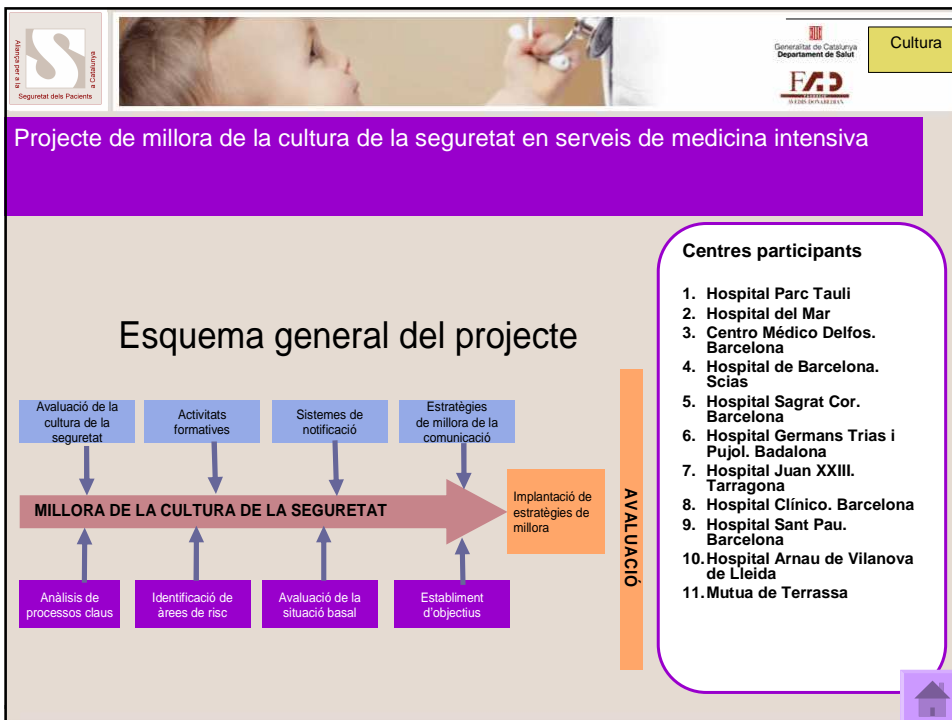 Aliança per a la
a Catalunya
Seguretat dels Pacients
Generalitat de Catalunya
Departament de Salut
FAD
FUNDACIÓ
AVEDIS DONABEDIAN
Cultura
Projecte de millora de la cultura de la seguretat en serveis de medicina intensiva
Esquema general del projecte
Avaluació de la
cultura de la
seguretat
Activitats
formatives
Sistemes de
notificació
Estratègies
de millora de la
comunicació
MILLORA DE LA CULTURA DE LA SEGURETAT
Implantació de
estratègies de
millora
AVALUACIÓ
Anàlisis de
processos claus
Identificació de
àrees de risc
Avaluació de la
situació basal
Establiment
d'objectius
Centres participants
1. Hospital Parc Tauli
2. Hospital del Mar
3. Centro Médico Delfos.
Barcelona
4. Hospital de Barcelona.
Scias
5. Hospital Sagrat Cor.
Barcelona
6. Hospital Germans Trias i
Pujol. Badalona
7. Hospital Juan XXIII.
Tarragona
8. Hospital Clínico. Barcelona
9. Hospital Sant Pau.
Barcelona
10. Hospital Arnau de Vilanova
de Lleida
11. Mutua de Terrassa